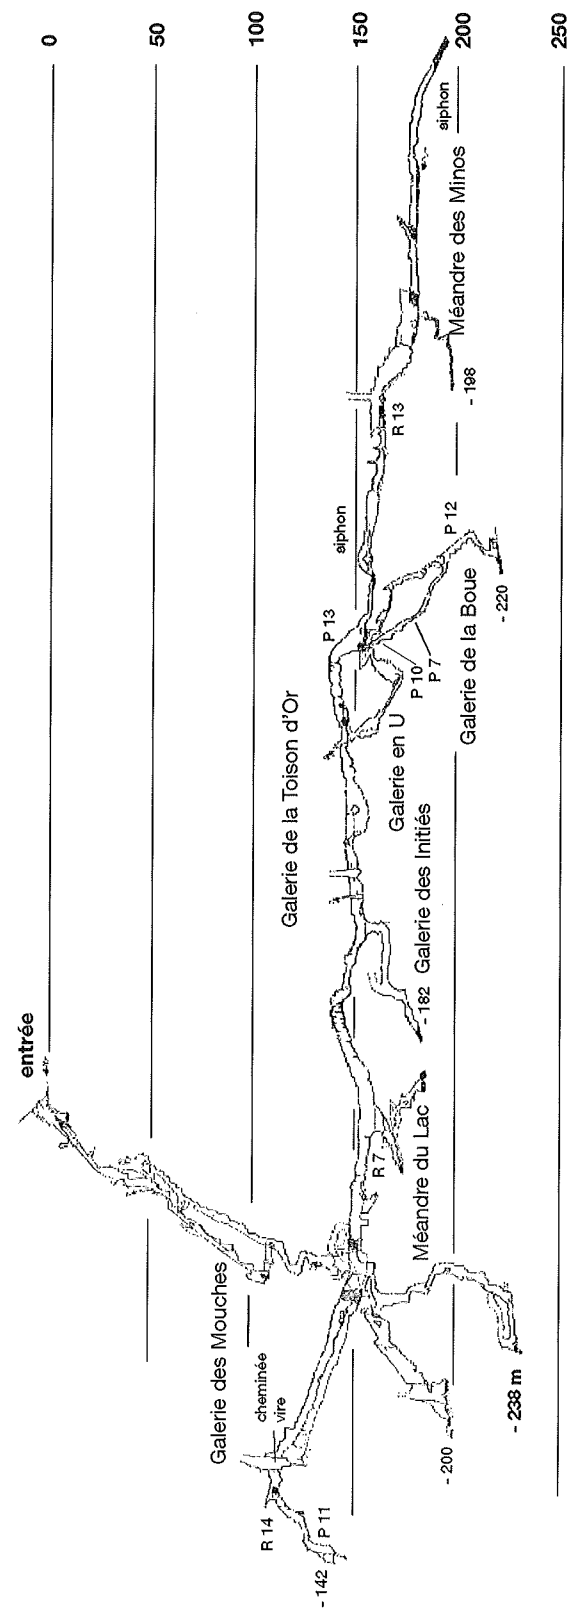 0
50
100
150
200
250
entrée
Galerie des Mouches
cheminée
vire
R 14
P 11
- 142
- 200
- 238 m
Méandre du Lac
R 7
- 182
Galerie des Initiés
Galerie de la Toison d'Or
Galerie en U
P 13
P 10
P 7
Galerie de la Boue
P 12
- 220
siphon
R 13
- 198
Méandre des Minos
siphon